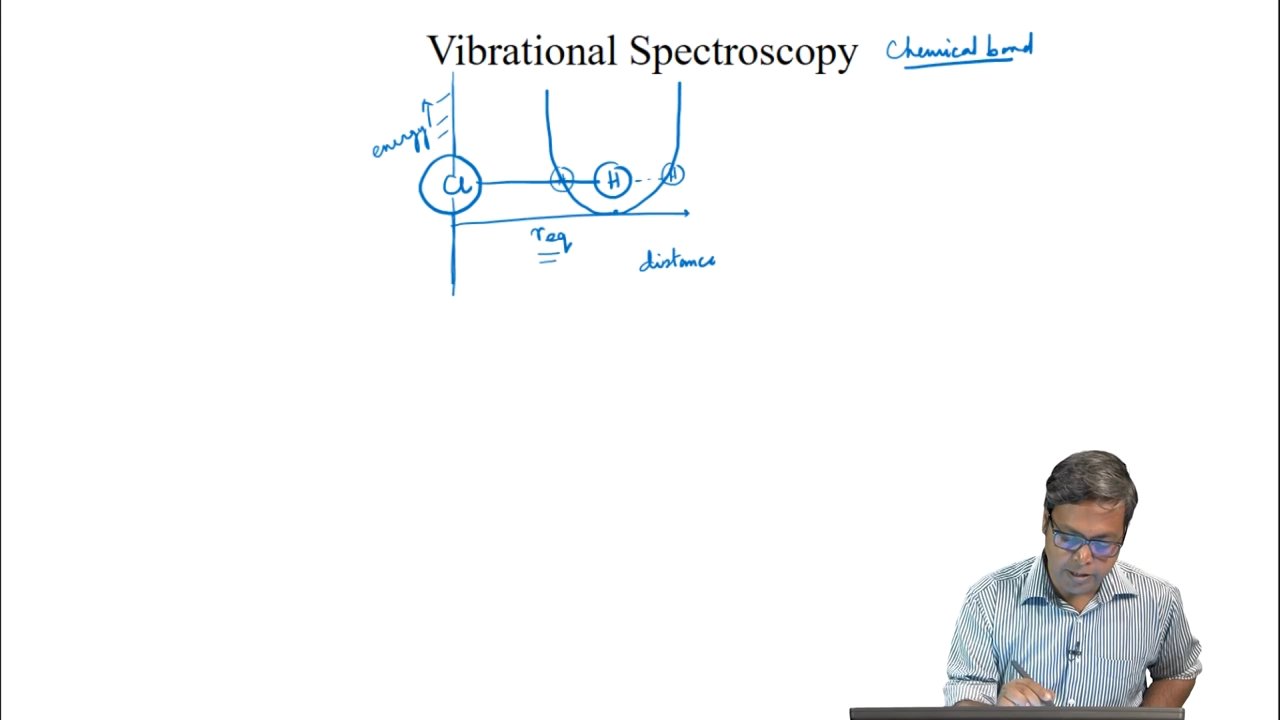 Vibrational Spectroscopy Chemical bond
energy
Cl H H H
req
distance